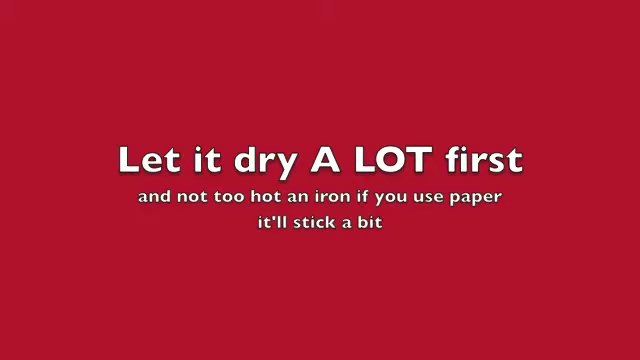 Let it dry A LOT first
and not too hot an iron if you use paper
it'll stick a bit